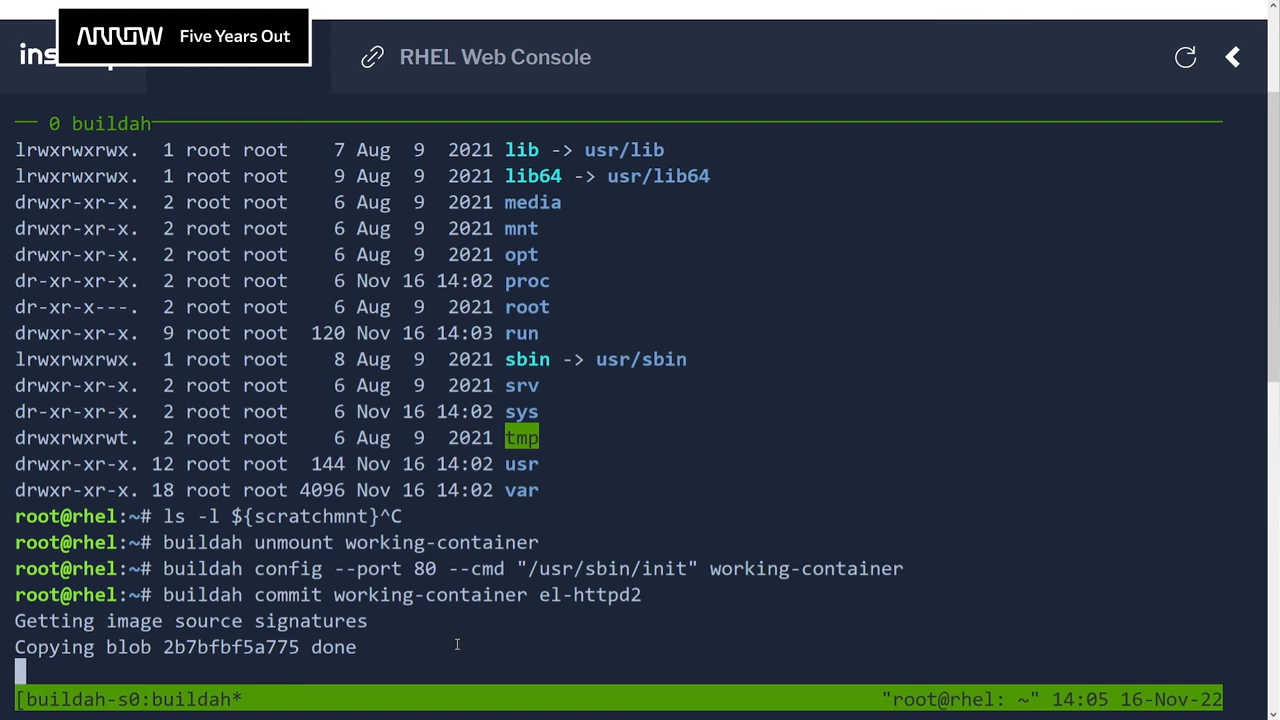 ARROW Five Years Out
ins
RHEL Web Console
0 buildah
lrwxrwxrwx. 1 root root 7 Aug 9 2021 lib -> usr/lib
lrwxrwxrwx. 1 root root 9 Aug 9 2021 lib64 -> usr/lib64
drwxr-xr-x. 2 root root 6 Aug 9 2021 media
drwxr-xr-x. 2 root root 6 Aug 9 2021 mnt
drwxr-xr-x. 2 root root 6 Aug 9 2021 opt
dr-xr-xr-x. 2 root root 6 Nov 16 14:02 proc
dr-xr-x---. 2 root root 6 Aug 9 2021 root
drwxr-xr-x. 9 root root 120 Nov 16 14:03 run
lrwxrwxrwx. 1 root root 8 Aug 9 2021 sbin -> usr/sbin
drwxr-xr-x. 2 root root 6 Aug 9 2021 srv
dr-xr-xr-x. 2 root root 6 Nov 16 14:02 sys
drwxrwxrwt. 2 root root 6 Aug 9 2021 tmp
drwxr-xr-x. 12 root root 144 Nov 16 14:02 usr
drwxr-xr-x. 18 root root 4096 Nov 16 14:02 var
root@rhel:~# ls -l ${scratchmnt}^C
root@rhel:~# buildah unmount working-container
root@rhel:~# buildah config --port 80 --cmd "/usr/sbin/init" working-container
root@rhel:~# buildah commit working-container el-httpd2
Getting image source signatures
Copying blob 2b7bfbf5a775 done
[buildah-s0:buildah* "root@rhel: ~" 14:05 16-Nov-22